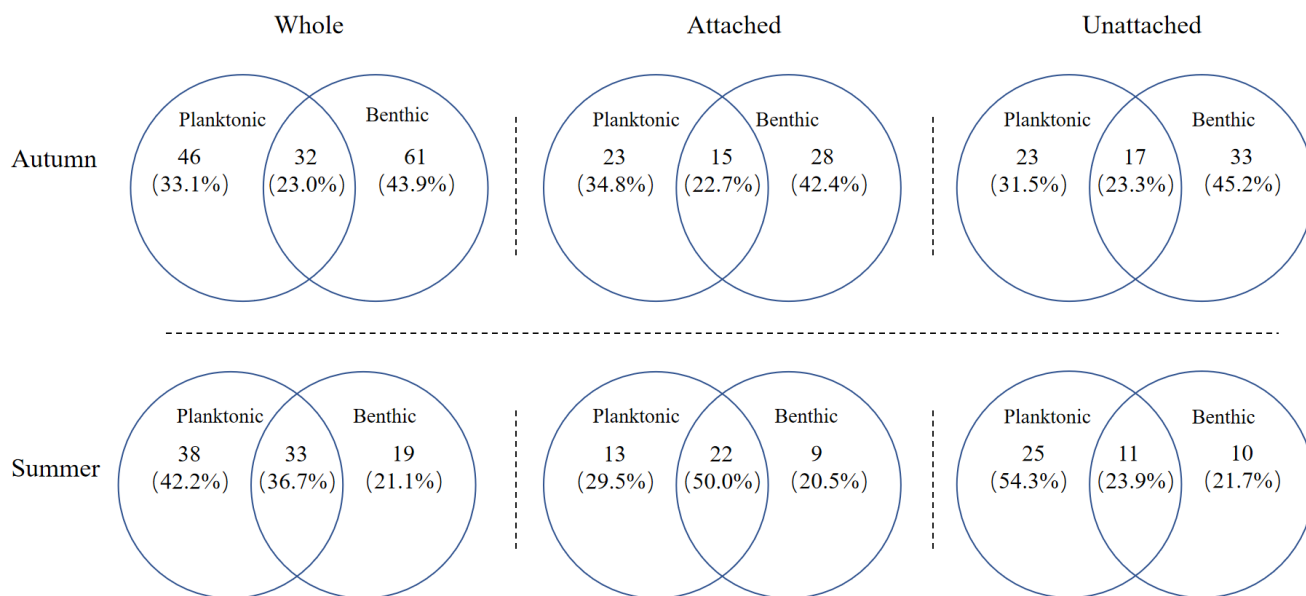 Whole Attached Unattached
Autumn
Planktonic Benthic
46 32 61
(33.1%) (23.0%) (43.9%)
Planktonic Benthic
23 15 28
(34.8%) (22.7%) (42.4%)
Planktonic Benthic
23 17 33
(31.5%) (23.3%) (45.2%)
Summer
Planktonic Benthic
38 33 19
(42.2%) (36.7%) (21.1%)
Planktonic Benthic
13 22 9
(29.5%) (50.0%) (20.5%)
Planktonic Benthic
25 11 10
(54.3%) (23.9%) (21.7%)